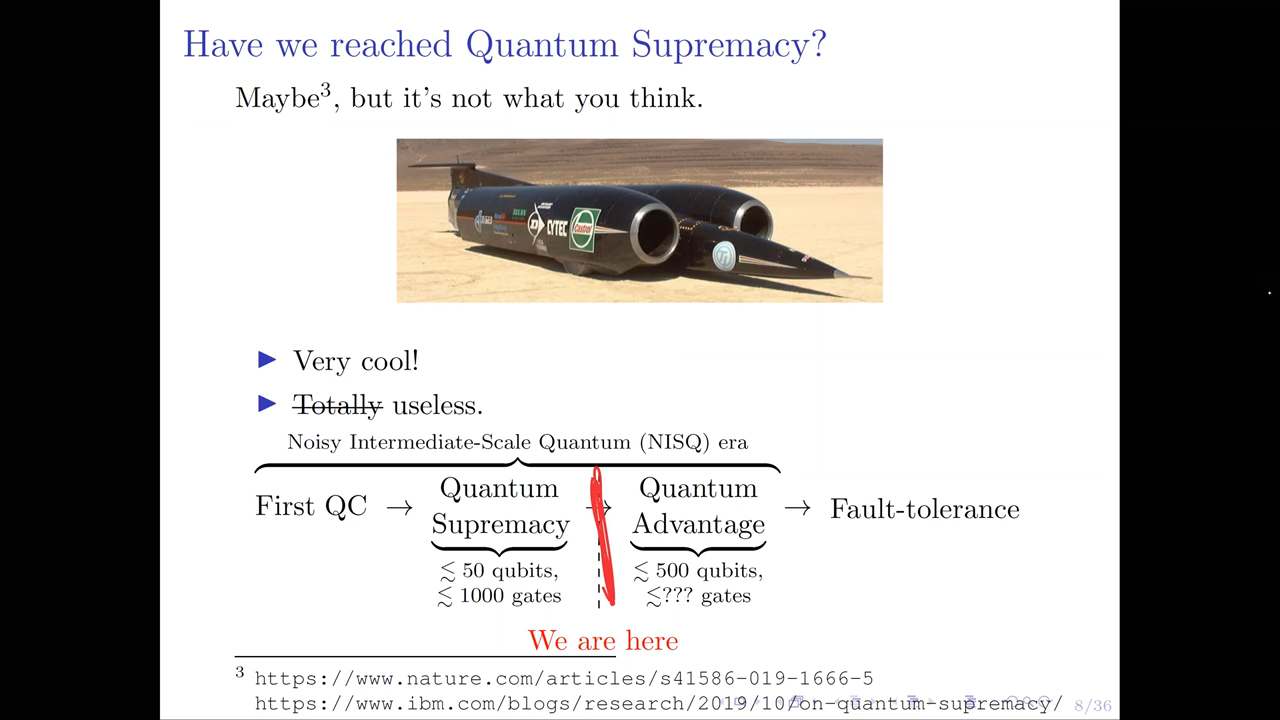 Have we reached Quantum Supremacy?
Maybe³, but it's not what you think.
CYTEC
Castrol
▶ Very cool!
▶ Totally useless.
Noisy Intermediate-Scale Quantum (NISQ) era
First QC → Quantum Supremacy → Quantum Advantage → Fault-tolerance
≲ 50 qubits, ≲ 500 qubits,
≲ 1000 gates ≲??? gates
We are here
³ https://www.nature.com/articles/s41586-019-1666-5
https://www.ibm.com/blogs/research/2019/10/on-quantum-supremacy/
8/36